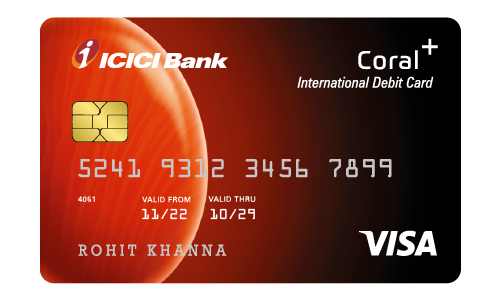 ICICI Bank
Coral+
International Debit Card
5241 9312 3456 7899
4061 VALID FROM VALID THRU
11/22 10/29
ROHIT KHANNA
VISA